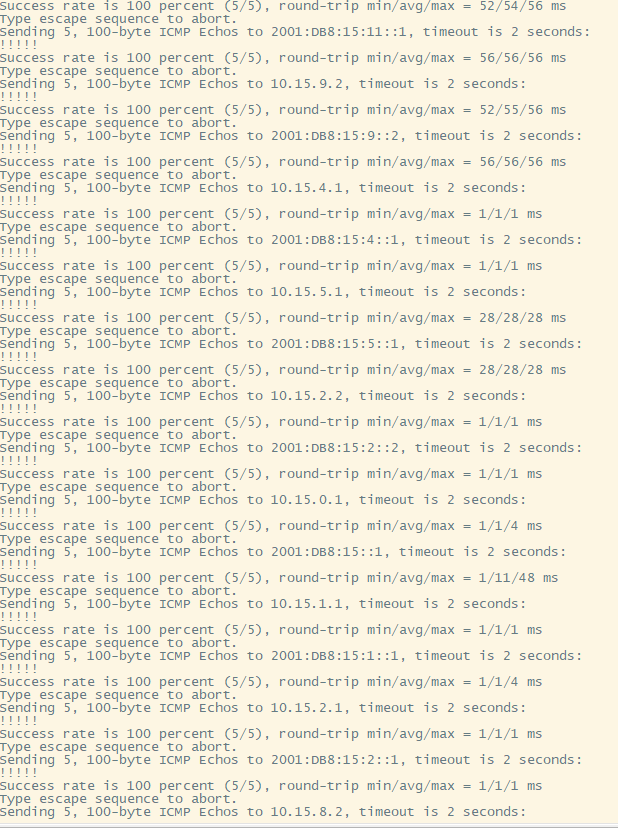 Success rate is 100 percent (5/5), round-trip min/avg/max = 52/54/56 ms
Type escape sequence to abort.
Sending 5, 100-byte ICMP Echos to 2001:DB8:15:11::1, timeout is 2 seconds:
!!!!!
Success rate is 100 percent (5/5), round-trip min/avg/max = 56/56/56 ms
Type escape sequence to abort.
Sending 5, 100-byte ICMP Echos to 10.15.9.2, timeout is 2 seconds:
!!!!!
Success rate is 100 percent (5/5), round-trip min/avg/max = 52/55/56 ms
Type escape sequence to abort.
Sending 5, 100-byte ICMP Echos to 2001:DB8:15:9::2, timeout is 2 seconds:
!!!!!
Success rate is 100 percent (5/5), round-trip min/avg/max = 56/56/56 ms
Type escape sequence to abort.
Sending 5, 100-byte ICMP Echos to 10.15.4.1, timeout is 2 seconds:
!!!!!
Success rate is 100 percent (5/5), round-trip min/avg/max = 1/1/1 ms
Type escape sequence to abort.
Sending 5, 100-byte ICMP Echos to 2001:DB8:15:4::1, timeout is 2 seconds:
!!!!!
Success rate is 100 percent (5/5), round-trip min/avg/max = 1/1/1 ms
Type escape sequence to abort.
Sending 5, 100-byte ICMP Echos to 10.15.5.1, timeout is 2 seconds:
!!!!!
Success rate is 100 percent (5/5), round-trip min/avg/max = 28/28/28 ms
Type escape sequence to abort.
Sending 5, 100-byte ICMP Echos to 2001:DB8:15:5::1, timeout is 2 seconds:
!!!!!
Success rate is 100 percent (5/5), round-trip min/avg/max = 28/28/28 ms
Type escape sequence to abort.
Sending 5, 100-byte ICMP Echos to 10.15.2.2, timeout is 2 seconds:
!!!!!
Success rate is 100 percent (5/5), round-trip min/avg/max = 1/1/1 ms
Type escape sequence to abort.
Sending 5, 100-byte ICMP Echos to 2001:DB8:15:2::2, timeout is 2 seconds:
!!!!!
Success rate is 100 percent (5/5), round-trip min/avg/max = 1/1/1 ms
Type escape sequence to abort.
Sending 5, 100-byte ICMP Echos to 10.15.0.1, timeout is 2 seconds:
!!!!!
Success rate is 100 percent (5/5), round-trip min/avg/max = 1/1/4 ms
Type escape sequence to abort.
Sending 5, 100-byte ICMP Echos to 2001:DB8:15::1, timeout is 2 seconds:
!!!!!
Success rate is 100 percent (5/5), round-trip min/avg/max = 1/11/48 ms
Type escape sequence to abort.
Sending 5, 100-byte ICMP Echos to 10.15.1.1, timeout is 2 seconds:
!!!!!
Success rate is 100 percent (5/5), round-trip min/avg/max = 1/1/1 ms
Type escape sequence to abort.
Sending 5, 100-byte ICMP Echos to 2001:DB8:15:1::1, timeout is 2 seconds:
!!!!!
Success rate is 100 percent (5/5), round-trip min/avg/max = 1/1/4 ms
Type escape sequence to abort.
Sending 5, 100-byte ICMP Echos to 10.15.2.1, timeout is 2 seconds:
!!!!!
Success rate is 100 percent (5/5), round-trip min/avg/max = 1/1/1 ms
Type escape sequence to abort.
Sending 5, 100-byte ICMP Echos to 2001:DB8:15:2::1, timeout is 2 seconds:
!!!!!
Success rate is 100 percent (5/5), round-trip min/avg/max = 1/1/1 ms
Type escape sequence to abort.
Sending 5, 100-byte ICMP Echos to 10.15.8.2, timeout is 2 seconds: